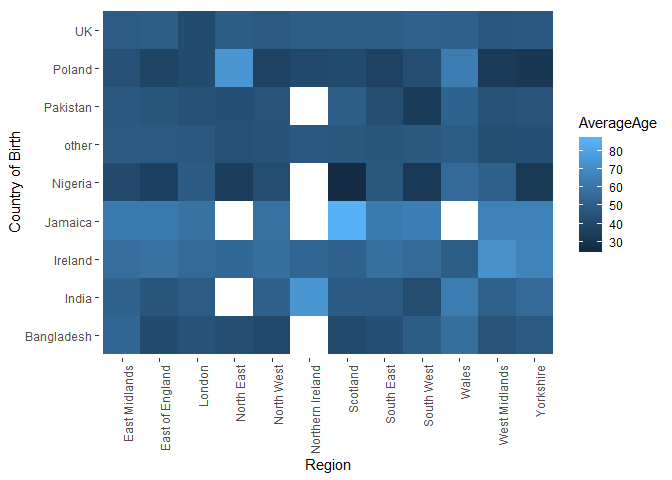 UK
Poland
Pakistan
other
Nigeria
Jamaica
Ireland
India
Bangladesh
Country of Birth
East Midlands
East of England
London
North East
North West
Northern Ireland
Scotland
South East
South West
Wales
West Midlands
Yorkshire
Region
AverageAge
80
70
60
50
40
30